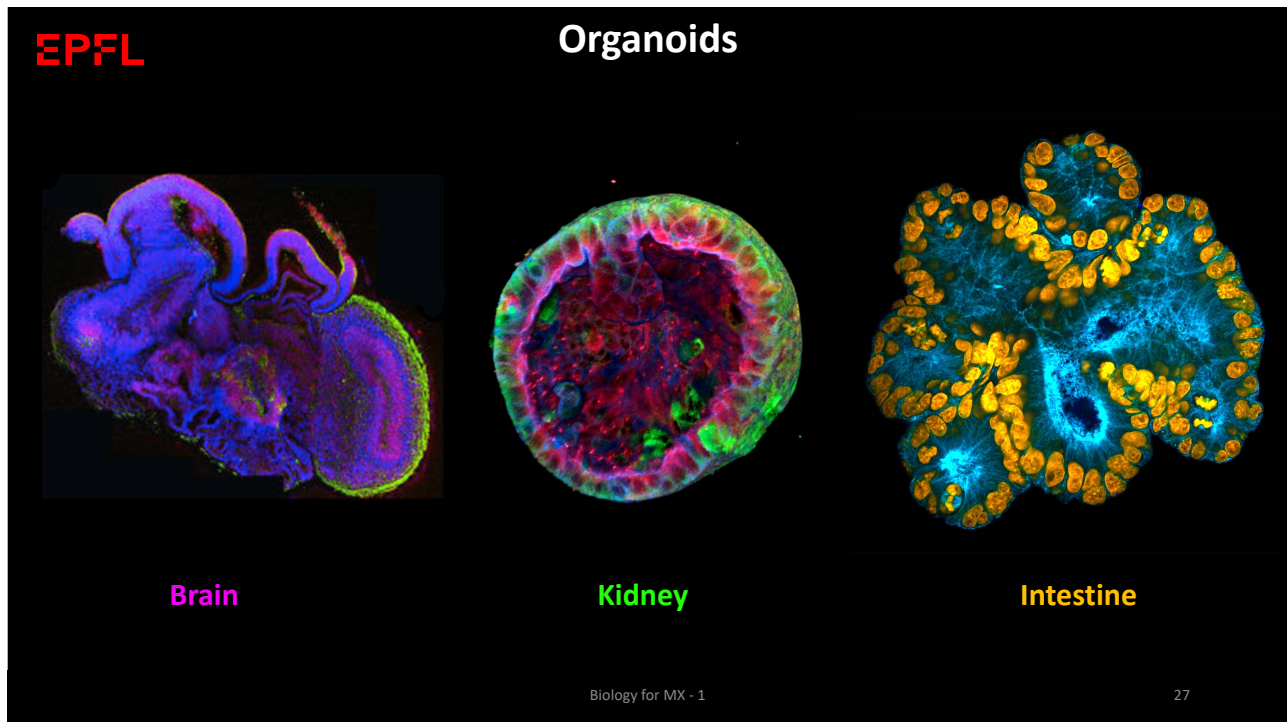 EPFL
Organoids
Brain
Kidney
Intestine
Biology for MX - 1
27